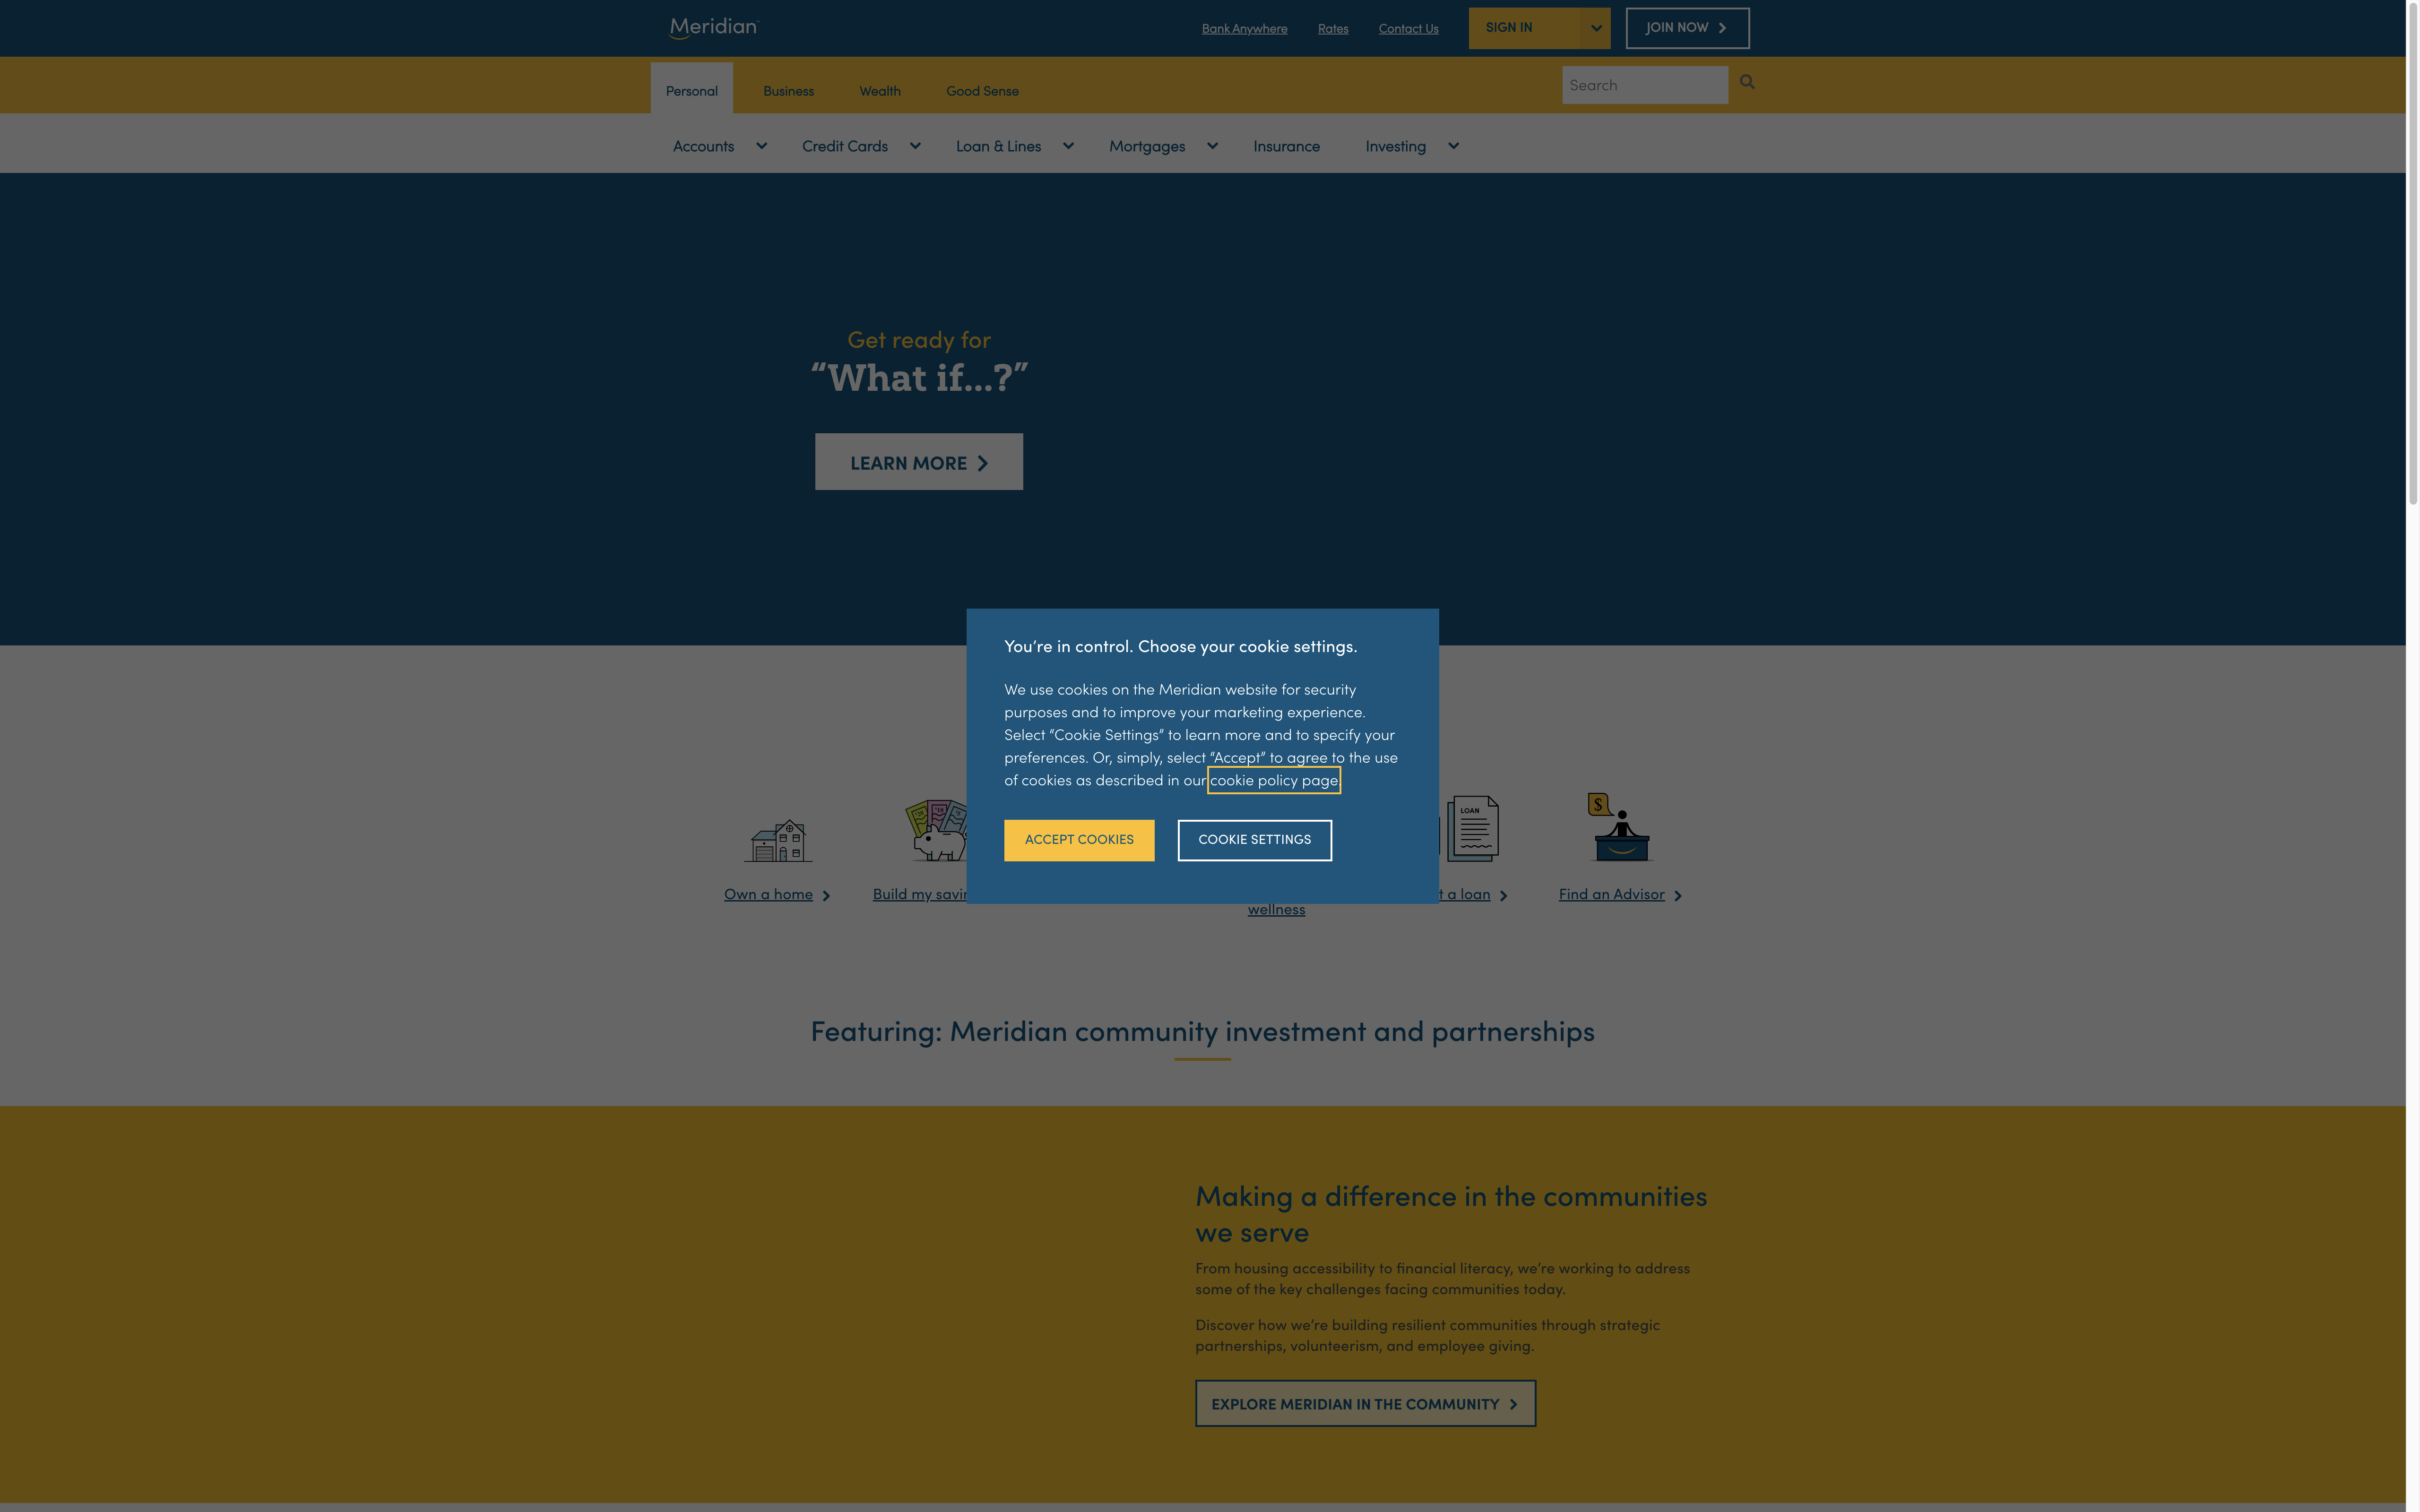 Meridian™
Bank Anywhere
Rates
Contact Us
SIGN IN
JOIN NOW
Personal
Business
Wealth
Good Sense
Search
Accounts
Credit Cards
Loan & Lines
Mortgages
Insurance
Investing
Get ready for
“What if...?”
LEARN MORE
You’re in control. Choose your cookie settings.
We use cookies on the Meridian website for security
purposes and to improve your marketing experience.
Select “Cookie Settings” to learn more and to specify your
preferences. Or, simply, select “Accept” to agree to the use
of cookies as described in our cookie policy page.
ACCEPT COOKIES
COOKIE SETTINGS
LOAN
$
Own a home
Build my
wellness
a loan
Find an Advisor
Featuring: Meridian community investment and partnerships
Making a difference in the communities
we serve
From housing accessibility to financial literacy, we’re working to address
some of the key challenges facing communities today.
Discover how we’re building resilient communities through strategic
partnerships, volunteerism, and employee giving.
EXPLORE MERIDIAN IN THE COMMUNITY